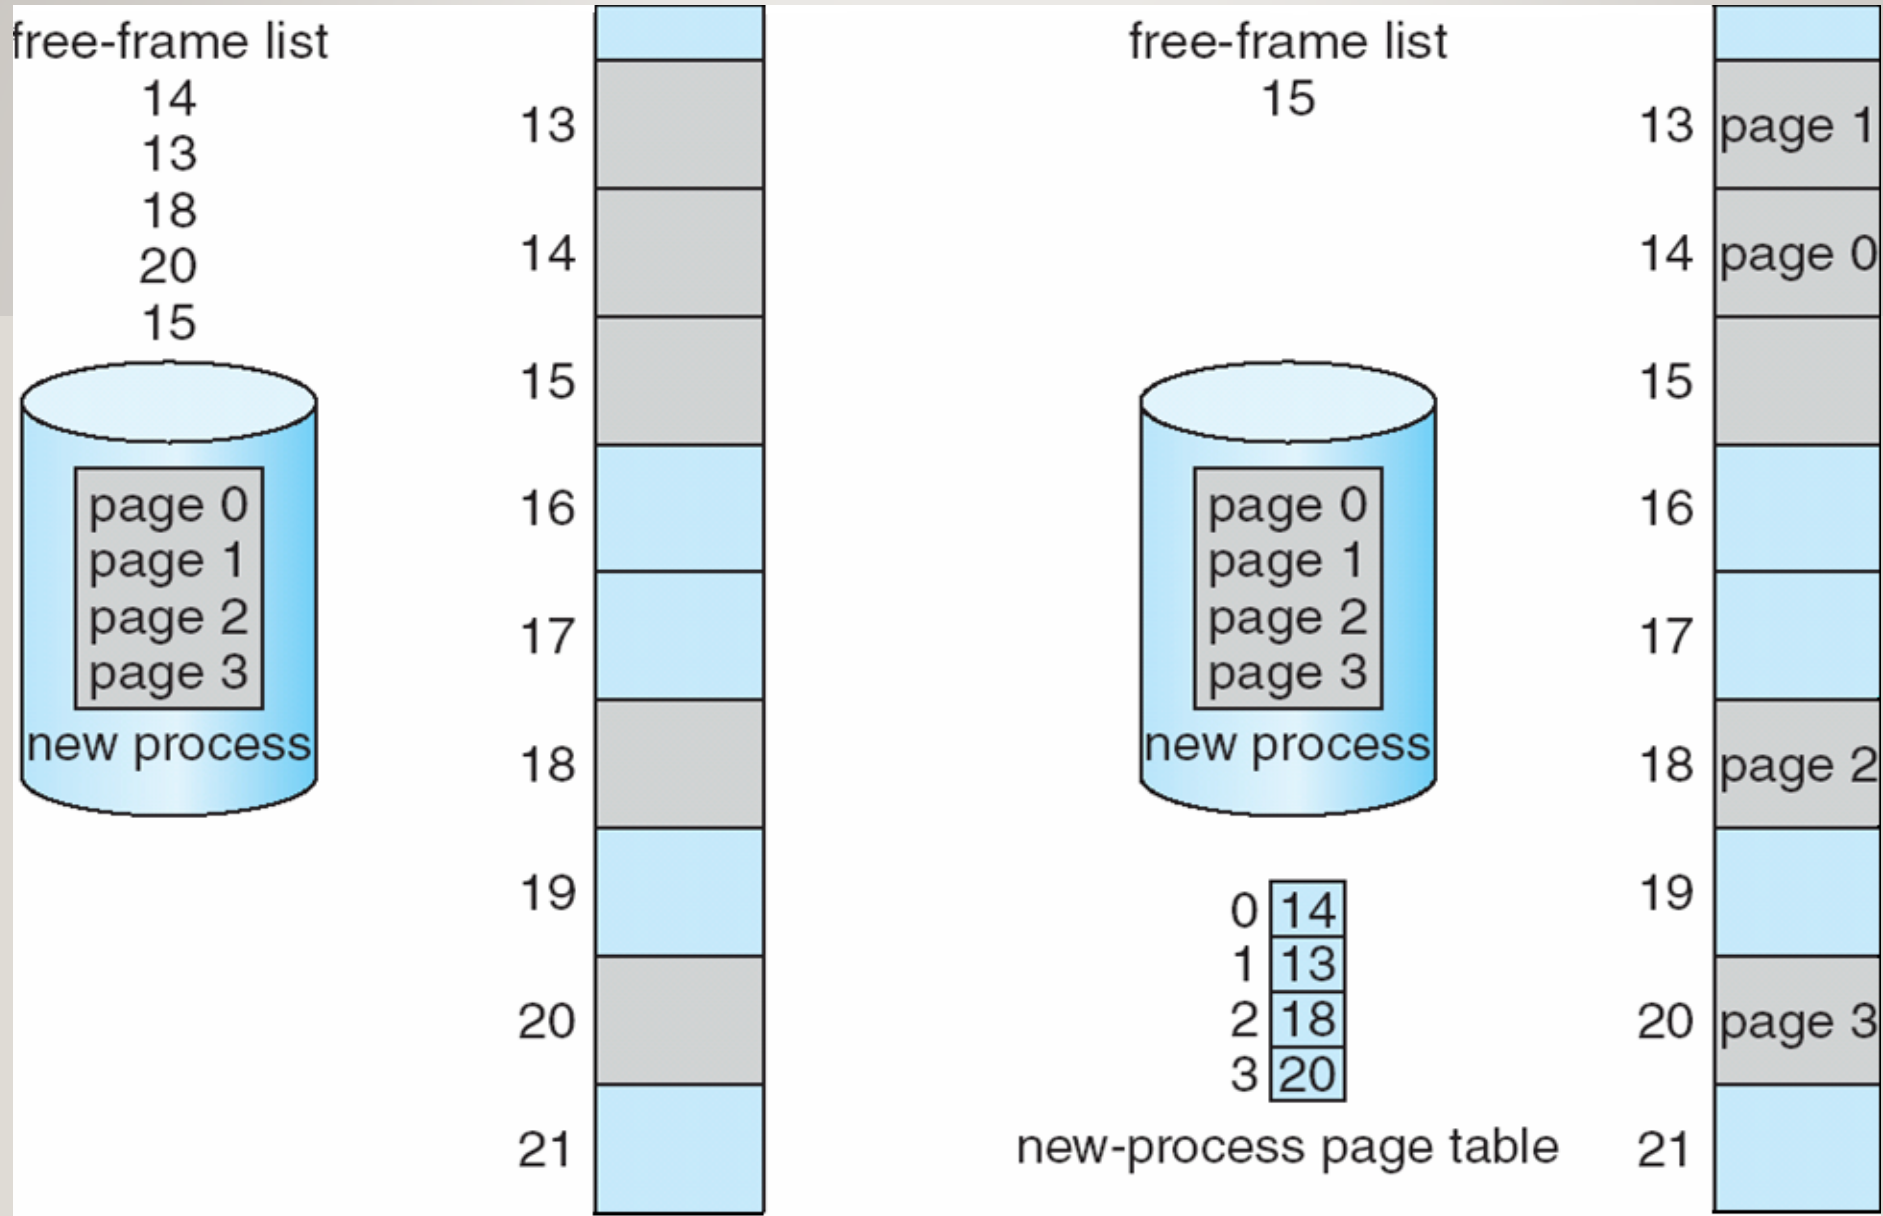 free-frame list
14
13
18
20
15
page 0
page 1
page 2
page 3
new process
13
14
15
16
17
18
19
20
21
free-frame list
15
page 0
page 1
page 2
page 3
new process
0 14
1 13
2 18
3 20
new-process page table
13 page 1
14 page 0
15
16
17
18 page 2
19
20 page 3
21